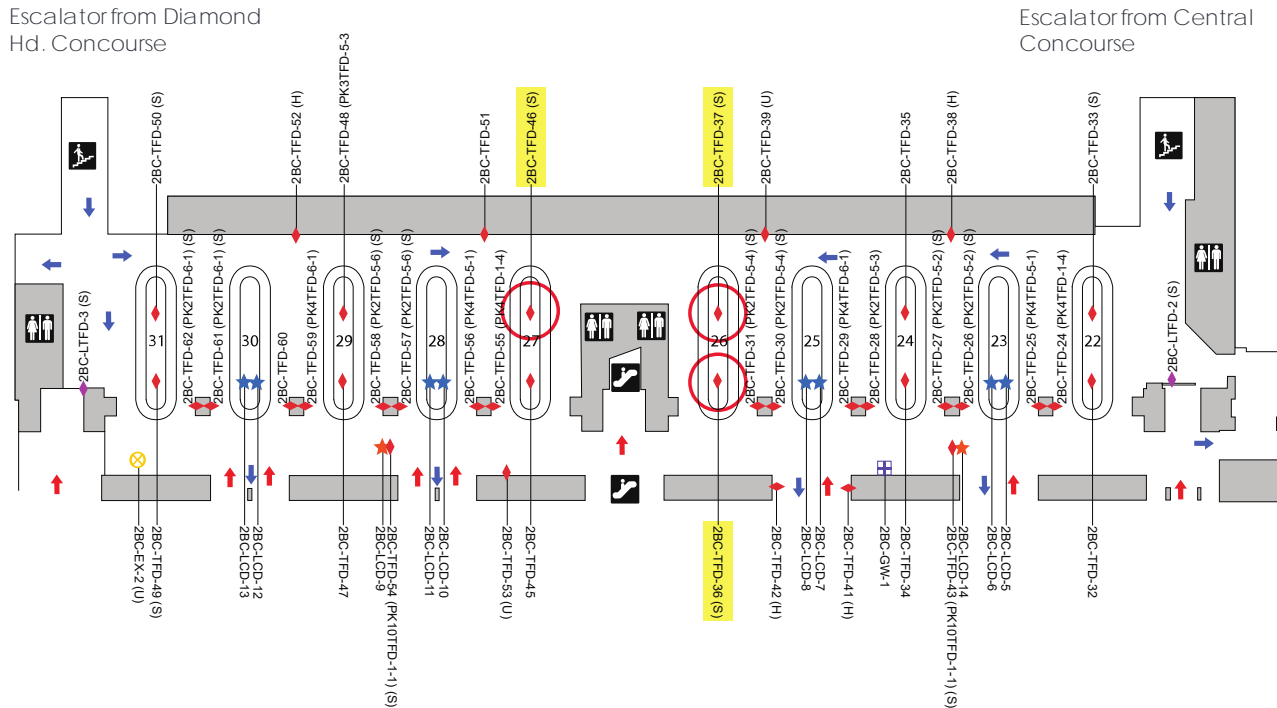 Escalator from Diamond
Hd. Concourse
Escalator from Central
Concourse
2BC-TFD-50 (S)
2BC-TFD-52 (H)
2BC-TFD-48 (PK3TFD-5-3
2BC-TFD-51
2BC-TFD-46 (S)
2BC-TFD-37 (S)
2BC-TFD-39 (U)
2BC-TFD-35
2BC-TFD-38 (H)
2BC-TFD-33 (S)
2BC-LTFD-3 (S)
2BC-TFD-62 (PK2TFD-6-1) (S)
2BC-TFD-61 (PK2TFD-6-1) (S)
2BC-TFD-60
2BC-TFD-59 (PK4TFD-6-1)
2BC-TFD-58 (PK2TFD-5-(6) (S)
2BC-TFD-57 (PK2TFD-5-(6) (S)
2BC-TFD-56 (PK4TFD-5-1)
2BC-TFD-55 (PK4TFD-1-4)
2BC-TFD-31 (PK2TFD-5-4) (S)
2BC-TFD-30 (PK2TFD-5-4) (S)
2BC-TFD-29 (PK4TFD-6-1)
2BC-TFD-28 (PK2TFD-5-3)
2BC-TFD-27 (PK2TFD-5-(2) (S)
2BC-TFD-26 (PK2TFD-5-2) (S)
2BC-TFD-25 (PK4TFD-5-1)
2BC-TFD-24 (PK4TFD-1-4)
2BC-LTFD-2 (S)
31
30
29
28
27
26
25
24
23
22
2BC-EX-2 (U)
2BC-TFD-49 (S)
2BC-LCD-13
2BC-LCD-12
2BC-TFD-47
2BC-LCD-9
2BC-TFD-54 (PK10TFD-1-1) (S)
2BC-LCD-11
2BC-LCD-10
2BC-TFD-53 (U)
2BC-TFD-45
2BC-TFD-36 (S)
2BC-TFD-42 (H)
2BC-LCD-8
2BC-LCD-7
2BC-TFD-41 (H)
2BC-GW-1
2BC-TFD-34
2BC-TFD-43 (PK10TFD-1-1) (S)
2BC-LCD-14
2BC-LCD-6
2BC-LCD-5
2BC-TFD-32